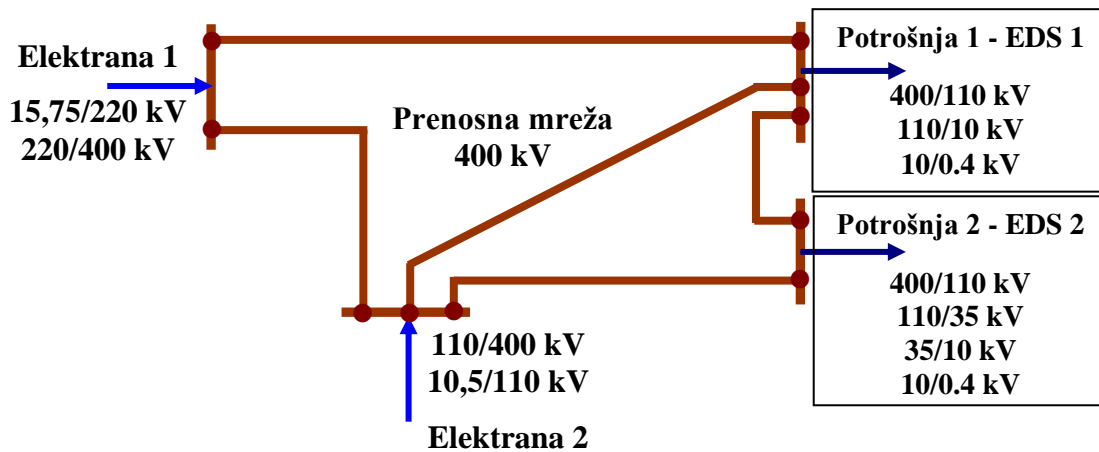 Elektrana 1
15,75/220 kV
220/400 kV
Prenosna mreža
400 kV
Potrošnja 1 - EDS 1
400/110 kV
110/10 kV
10/0.4 kV
Potrošnja 2 - EDS 2
400/110 kV
110/35 kV
35/10 kV
10/0.4 kV
110/400 kV
10,5/110 kV
Elektrana 2